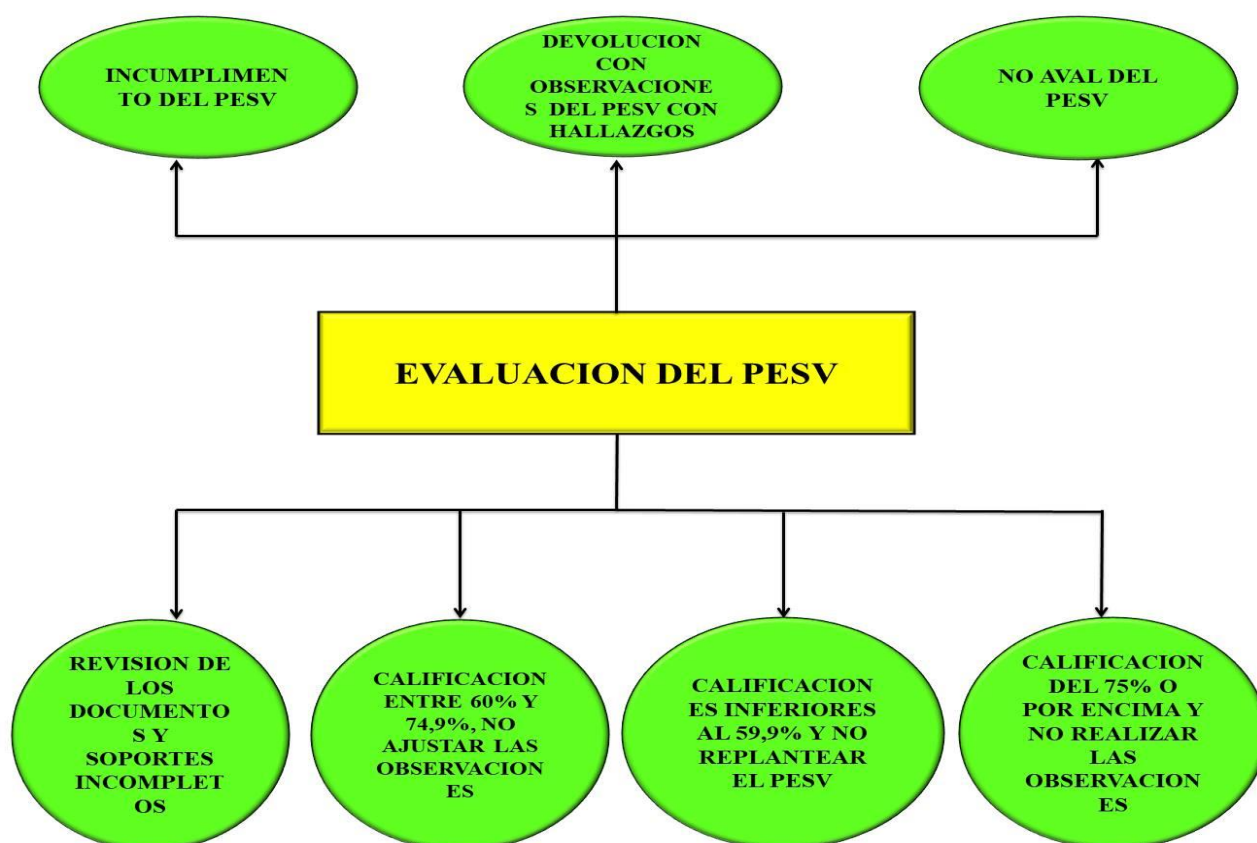 INCUMPLIMEN
TO DEL PESV
DEVOLUCION
CON
OBSERVACIONE
S DEL PESV CON
HALLAZGOS
NO AVAL DEL
PESV
EVALUACION DEL PESV
REVISION DE
LOS
DOCUMENTO
S Y
SOPORTES
INCOMPLET
OS
CALIFICACION
ENTRE 60% Y
74,9%, NO
AJUSTAR LAS
OBSERVACION
ES
CALIFICACION
ES INFERIORES
AL 59,9% Y NO
REPLANTEAR
EL PESV
CALIFICACION
DEL 75% O
POR ENCIMA Y
NO REALIZAR
LAS
OBSERVACION
ES